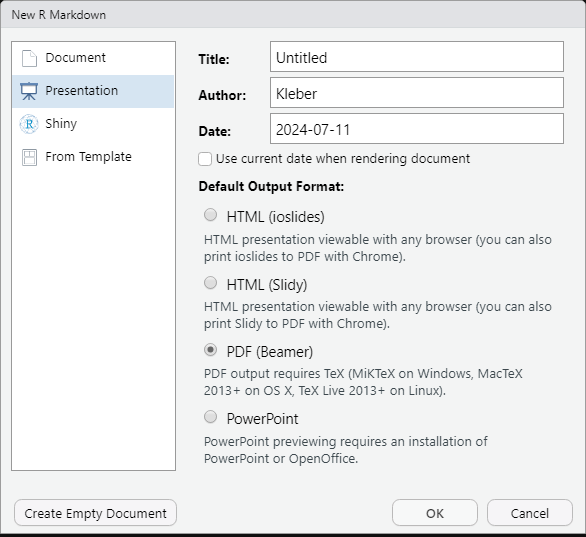 New R Markdown
Document
Presentation
R Shiny
From Template
Title: Untitled
Author: Kleber
Date: 2024-07-11
Use current date when rendering document
Default Output Format:
HTML (ioslides)
HTML presentation viewable with any browser (you can also
print ioslides to PDF with Chrome).
HTML (Slidy)
HTML presentation viewable with any browser (you can also
print Slidy to PDF with Chrome).
PDF (Beamer)
PDF output requires TeX (MiKTeX on Windows, MacTeX
2013+ on OS X, TeX Live 2013+ on Linux).
PowerPoint
PowerPoint previewing requires an installation of
PowerPoint or OpenOffice.
Create Empty Document
OK
Cancel